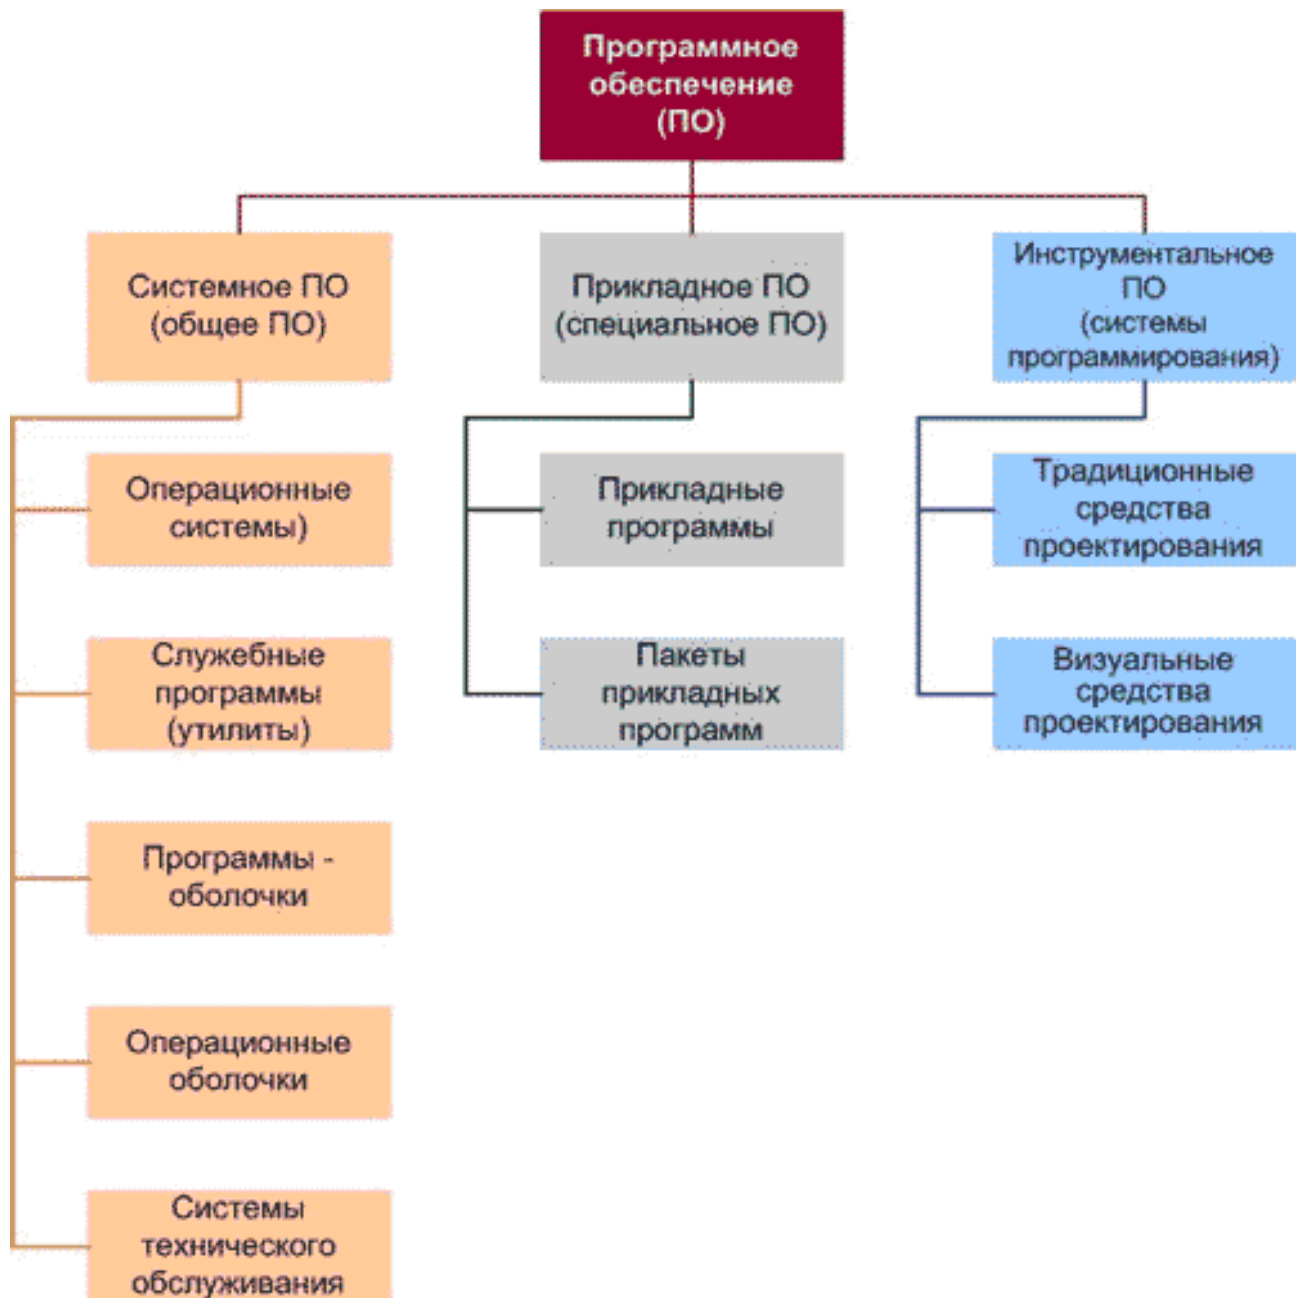 Программное
обеспечение
(ПО)
Системное ПО
(общее ПО)
Прикладное ПО
(специальное ПО)
Инструментальное
ПО
(системы
программирования)
Операционные
системы)
Служебные
программы
(утилиты)
Программы -
оболочки
Операционные
оболочки
Системы
технического
обслуживания
Прикладные
программы
Пакеты
прикладных
программ
Традиционные
средства
проектирования
Визуальные
средства
проектирования